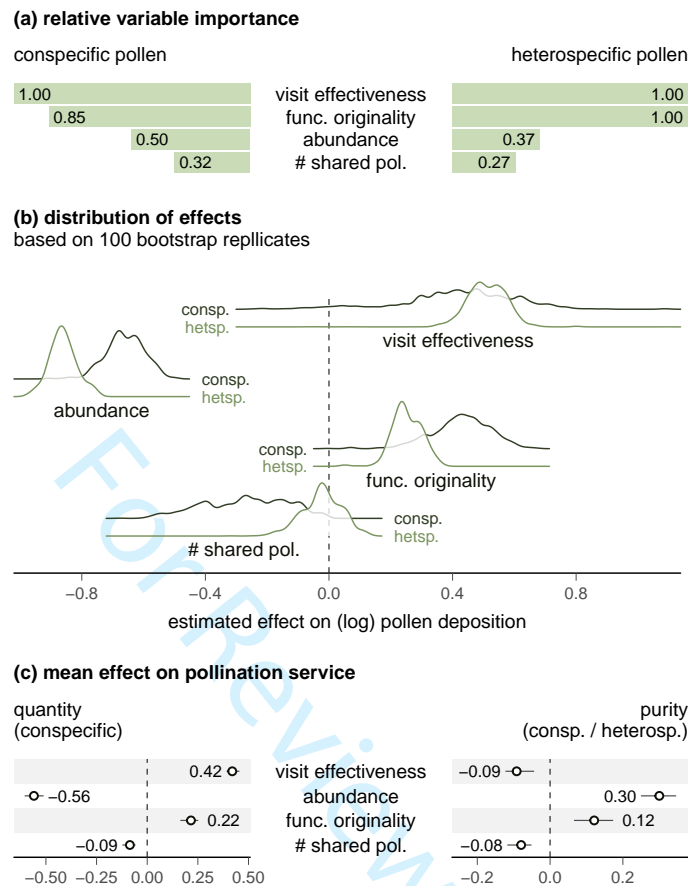 (a) relative variable importance
conspecific pollen heterospecific pollen
1.00 visit effectiveness 1.00
0.85 func. originality 1.00
0.50 abundance 0.37
0.32 # shared pol. 0.27
(b) distribution of effects
based on 100 bootstrap repllicates
consp.
hetsp.
visit effectiveness
consp.
hetsp.
abundance
consp.
hetsp.
func. originality
consp.
hetsp.
# shared pol.
−0.8 −0.4 0.0 0.4 0.8
estimated effect on (log) pollen deposition
(c) mean effect on pollination service
quantity purity
(conspecific) (consp. / heterosp.)
0.42 visit effectiveness −0.09
−0.56 abundance 0.30
0.22 func. originality 0.12
−0.09 # shared pol. −0.08
−0.50 −0.25 0.00 0.25 0.50 −0.2 0.0 0.2
For Review